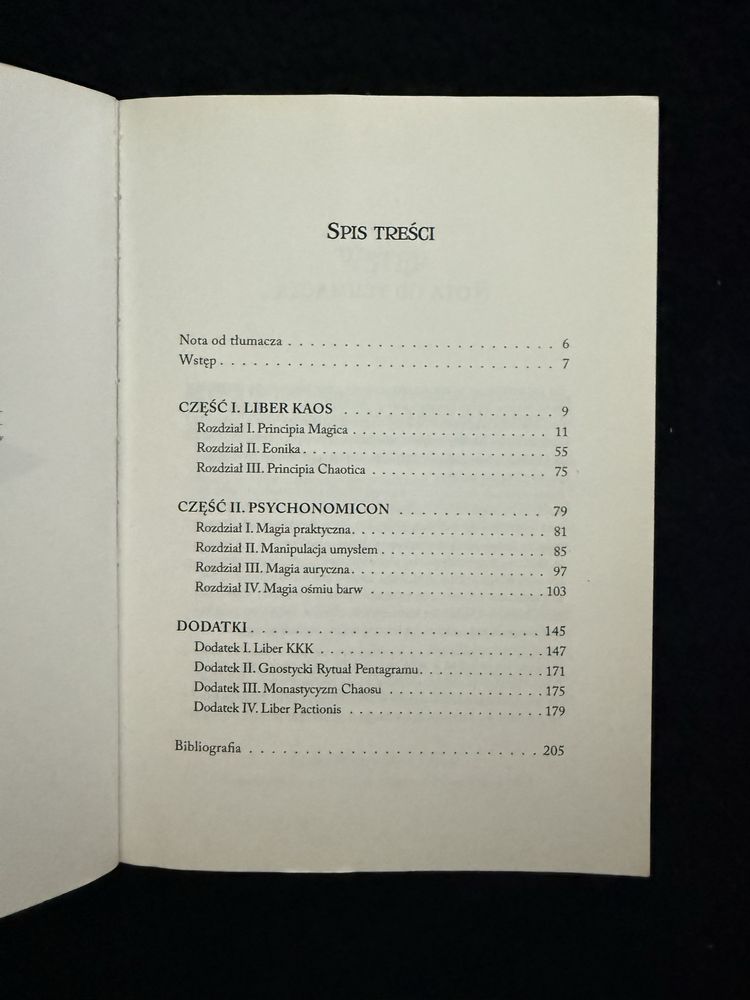 SPIS TREŚCI
Nota od tłumacza . . . . . . . . . . . . . . . . . . . . . . . . . 6
Wstęp . . . . . . . . . . . . . . . . . . . . . . . . . . . . . . . 7
CZĘŚĆ I. LIBER KAOS . . . . . . . . . . . . . . . . . . . 9
Rozdział I. Principia Magica . . . . . . . . . . . . . . . . . . 11
Rozdział II. Eonika . . . . . . . . . . . . . . . . . . . . . . . 55
Rozdział III. Principia Chaotica . . . . . . . . . . . . . . . . 75
CZĘŚĆ II. PSYCHONOMICON . . . . . . . . . . . . . 79
Rozdział I. Magia praktyczna . . . . . . . . . . . . . . . . . . 81
Rozdział II. Manipulacja umysłem . . . . . . . . . . . . . . . 85
Rozdział III. Magia auryczna . . . . . . . . . . . . . . . . . . 97
Rozdział IV. Magia ośmiu barw . . . . . . . . . . . . . . . . 103
DODATKI . . . . . . . . . . . . . . . . . . . . . . . . . . 145
Dodatek I. Liber KKK . . . . . . . . . . . . . . . . . . . . . 147
Dodatek II. Gnostycki Rytuał Pentagramu . . . . . . . . . . . 171
Dodatek III. Monastycyzm Chaosu . . . . . . . . . . . . . . 175
Dodatek IV. Liber Pactionis . . . . . . . . . . . . . . . . . . 179
Bibliografia . . . . . . . . . . . . . . . . . . . . . . . . . . 205